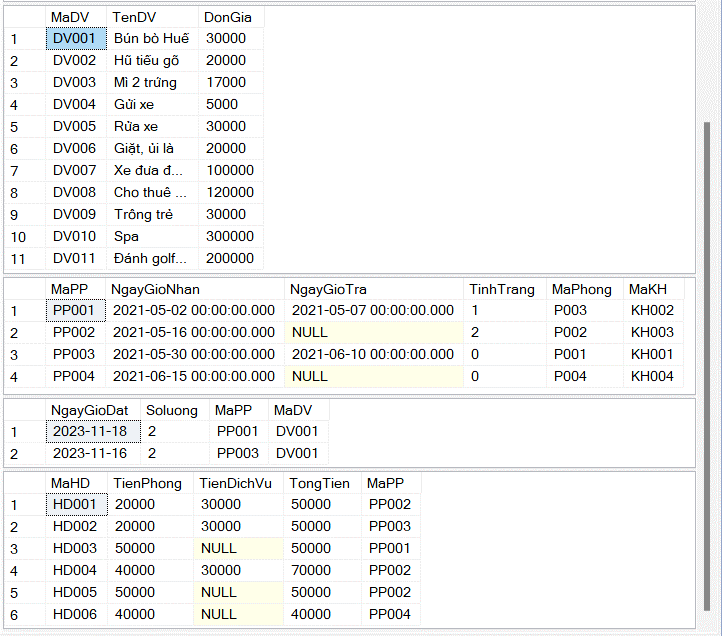 MaDV TenDV DonGia
1 DV001 Bún bò Huế 30000
2 DV002 Hũ tiếu gõ 20000
3 DV003 Mì 2 trứng 17000
4 DV004 Gửi xe 5000
5 DV005 Rửa xe 30000
6 DV006 Giặt, ủi là 20000
7 DV007 Xe đưa đ... 100000
8 DV008 Cho thuê ... 120000
9 DV009 Trông trẻ 30000
10 DV010 Spa 300000
11 DV011 Đánh golf... 200000
MaPP NgayGioNhan NgayGioTra TinhTrang MaPhong MaKH
1 PP001 2021-05-02 00:00:00.000 2021-05-07 00:00:00.000 1 P003 KH002
2 PP002 2021-05-16 00:00:00.000 NULL 2 P002 KH003
3 PP003 2021-05-30 00:00:00.000 2021-06-10 00:00:00.000 0 P001 KH001
4 PP004 2021-06-15 00:00:00.000 NULL 0 P004 KH004
NgayGioDat Soluong MaPP MaDV
1 2023-11-18 2 PP001 DV001
2 2023-11-16 2 PP003 DV001
MaHD TienPhong TienDichVu TongTien MaPP
1 HD001 20000 30000 50000 PP002
2 HD002 20000 30000 50000 PP003
3 HD003 50000 NULL 50000 PP001
4 HD004 40000 30000 70000 PP002
5 HD005 50000 NULL 50000 PP002
6 HD006 40000 NULL 40000 PP004